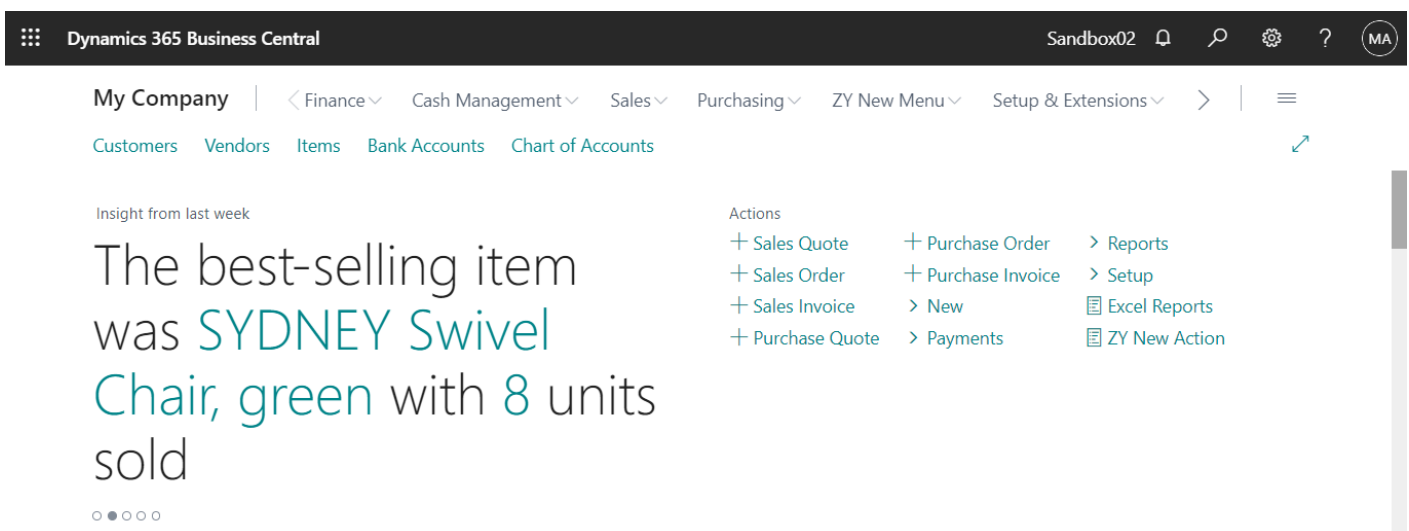 Dynamics 365 Business Central Sandbox02 ? MA
My Company Finance Cash Management Sales Purchasing ZY New Menu Setup & Extensions
Customers Vendors Items Bank Accounts Chart of Accounts
Insight from last week
The best-selling item
was SYDNEY Swivel
Chair, green with 8 units
sold
Actions
+ Sales Quote + Purchase Order > Reports
+ Sales Order + Purchase Invoice > Setup
+ Sales Invoice > New Excel Reports
+ Purchase Quote > Payments ZY New Action